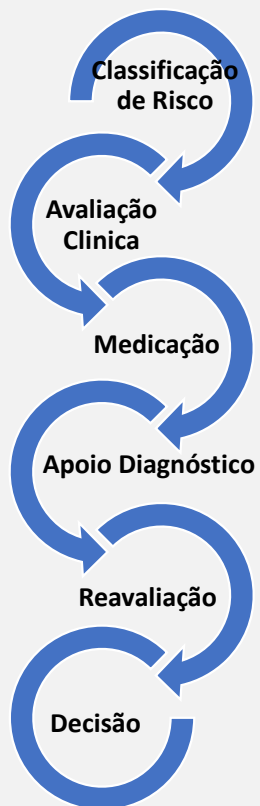 Classificação
de Risco
Avaliação
Clinica
Medicação
Apoio Diagnóstico
Reavaliação
Decisão